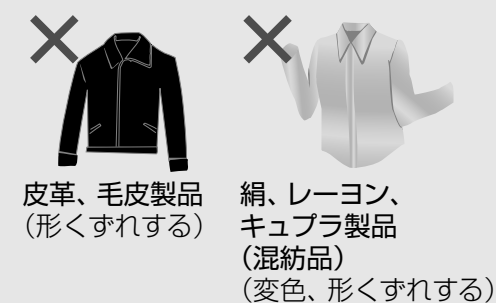 皮革、毛皮製品
（形くずれする）
絹、レーヨン、
キュプラ製品
（混紡品）
（変色、形くずれする）